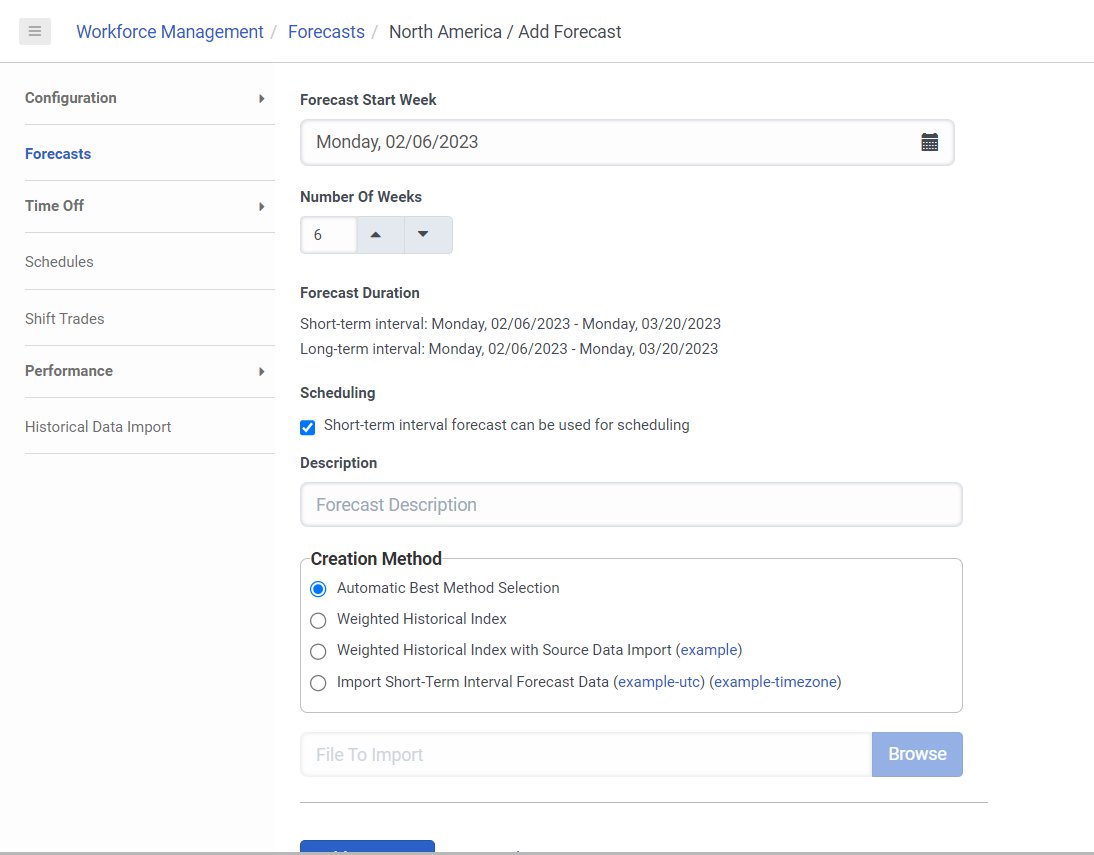 Workforce Management / Forecasts / North America / Add Forecast
Configuration
Forecasts
Time Off
Schedules
Shift Trades
Performance
Historical Data Import
Forecast Start Week
Monday, 02/06/2023
Number Of Weeks
6
Forecast Duration
Short-term interval: Monday, 02/06/2023 - Monday, 03/20/2023
Long-term interval: Monday, 02/06/2023 - Monday, 03/20/2023
Scheduling
Short-term interval forecast can be used for scheduling
Description
Forecast Description
Creation Method
Automatic Best Method Selection
Weighted Historical Index
Weighted Historical Index with Source Data Import (example)
Import Short-Term Interval Forecast Data (example-utc) (example-timezone)
File To Import
Browse